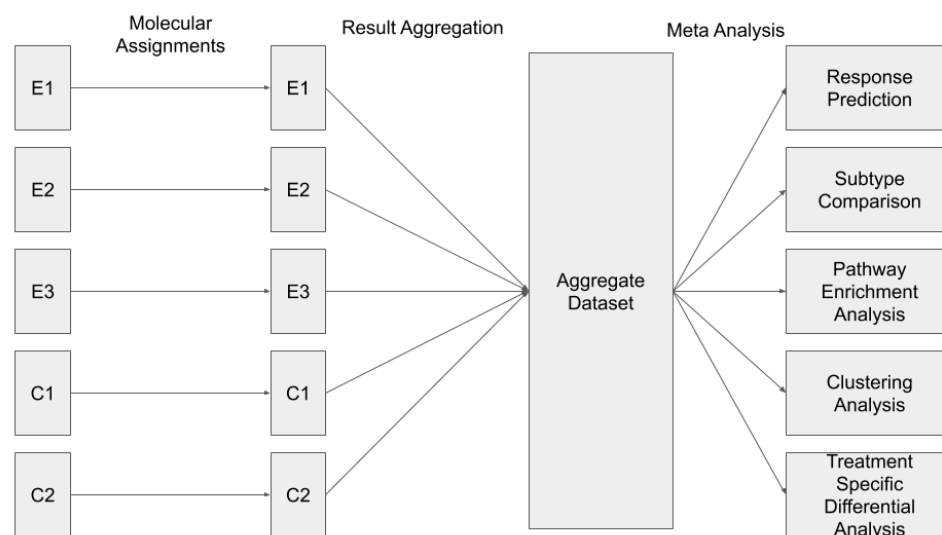 Molecular
Assignments
Result Aggregation
Meta Analysis
E1
E1
Response
Prediction
E2
E2
Subtype
Comparison
E3
E3
Aggregate
Dataset
Pathway
Enrichment
Analysis
C1
C1
Clustering
Analysis
C2
C2
Treatment
Specific
Differential
Analysis